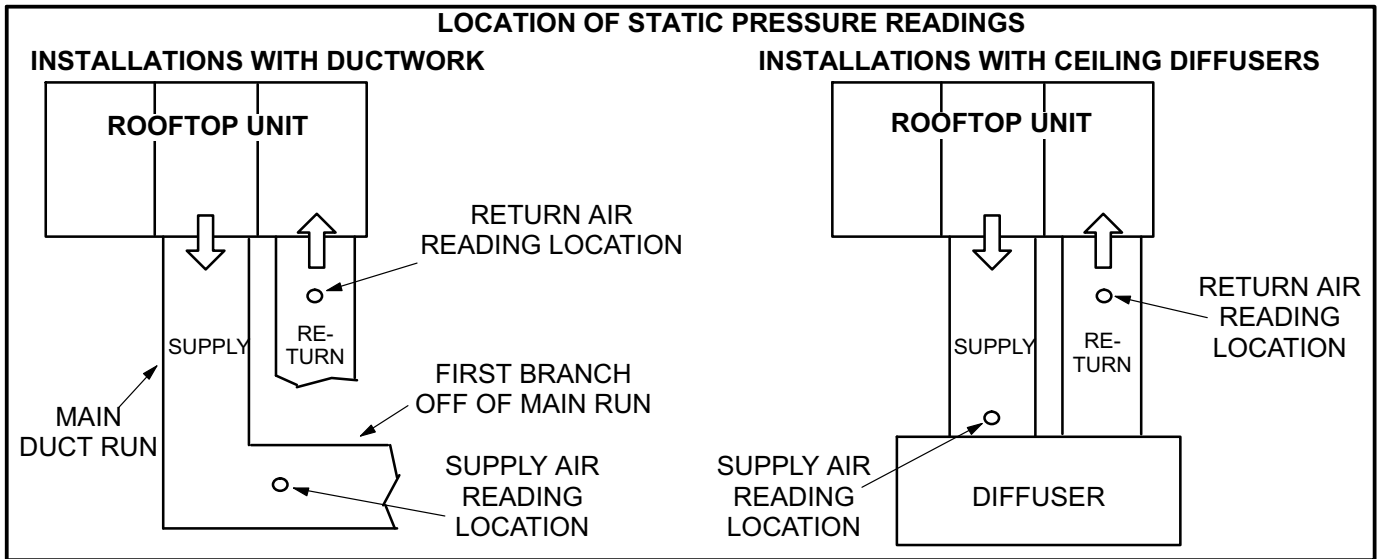 LOCATION OF STATIC PRESSURE READINGS
INSTALLATIONS WITH DUCTWORK
ROOFTOP UNIT
RETURN AIR
READING LOCATION
SUPPLY
RE-
TURN
FIRST BRANCH
OFF OF MAIN RUN
MAIN
DUCT RUN
SUPPLY AIR
READING
LOCATION
INSTALLATIONS WITH CEILING DIFFUSERS
ROOFTOP UNIT
RETURN AIR
READING
LOCATION
SUPPLY
RE-
TURN
SUPPLY AIR
READING
LOCATION
DIFFUSER